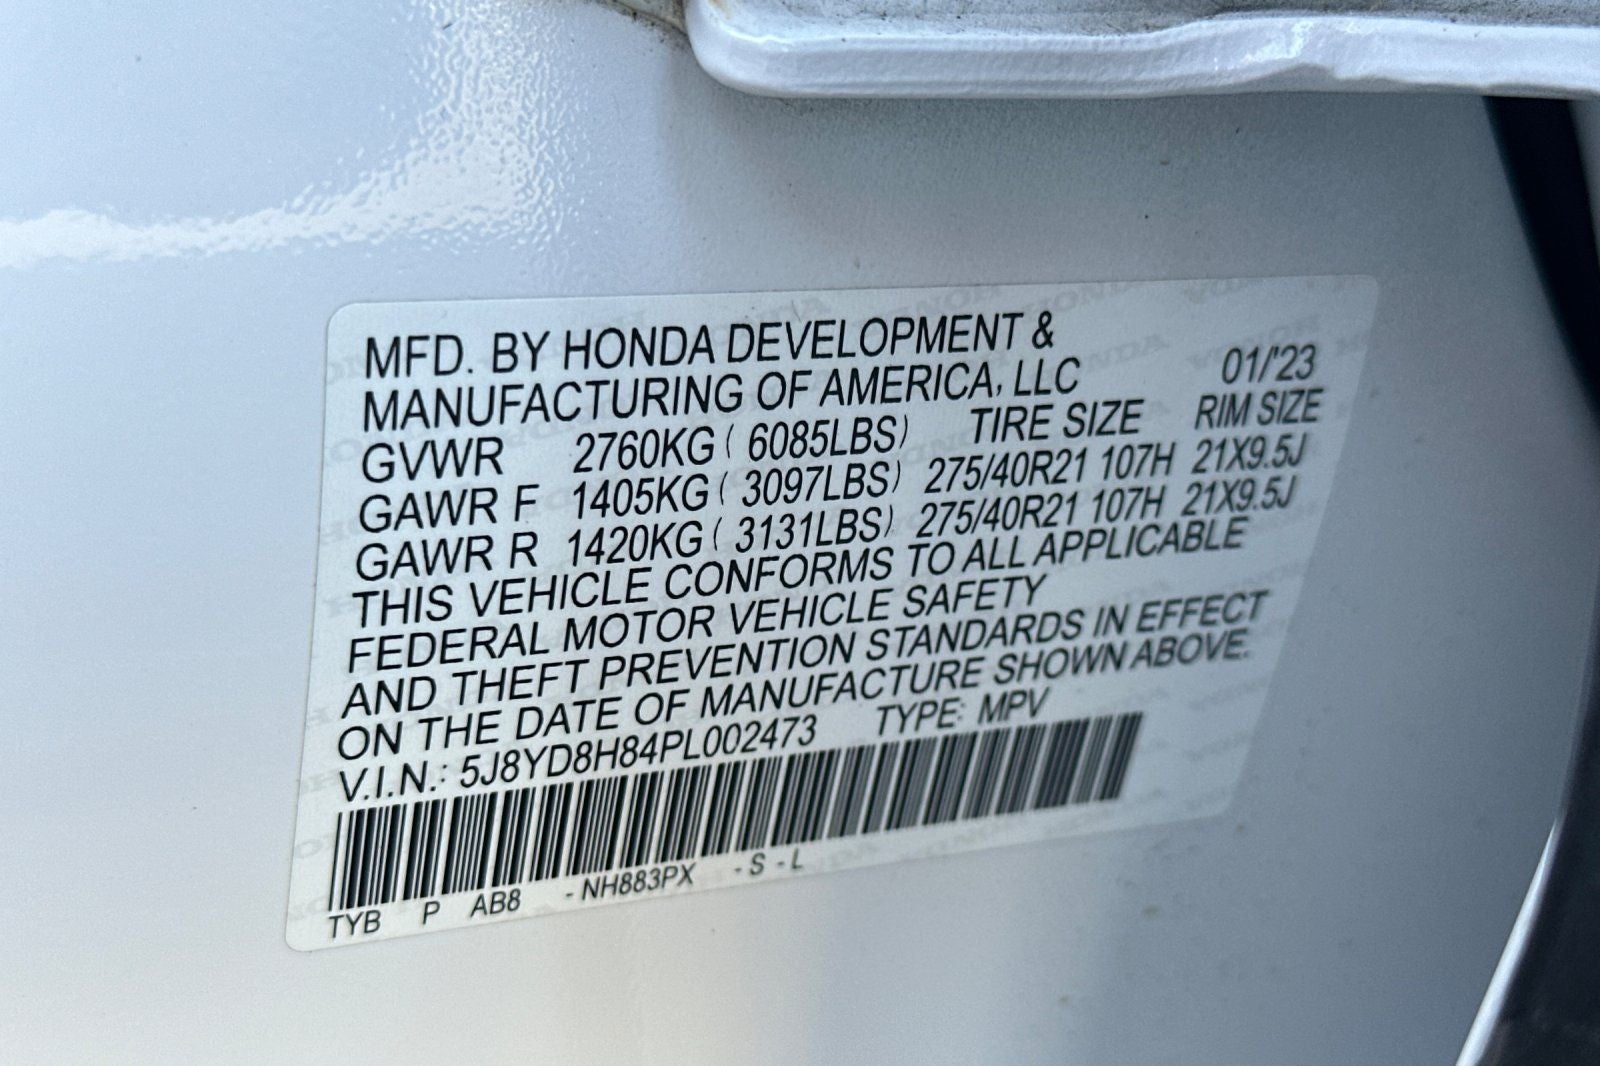 MFD. BY HONDA DEVELOPMENT &
MANUFACTURING OF AMERICA, LLC 01/'23
GVWR 2760KG ( 6085LBS) TIRE SIZE RIM SIZE
GAWR F 1405KG ( 3097LBS) 275/40R21 107H 21X9.5J
GAWR R 1420KG ( 3131LBS) 275/40R21 107H 21X9.5J
THIS VEHICLE CONFORMS TO ALL APPLICABLE
FEDERAL MOTOR VEHICLE SAFETY
AND THEFT PREVENTION STANDARDS IN EFFECT
ON THE DATE OF MANUFACTURE SHOWN ABOVE.
V.I.N.: 5J8YD8H84PL002473 TYPE: MPV
TYB P AB8 - NH883PX - S - L